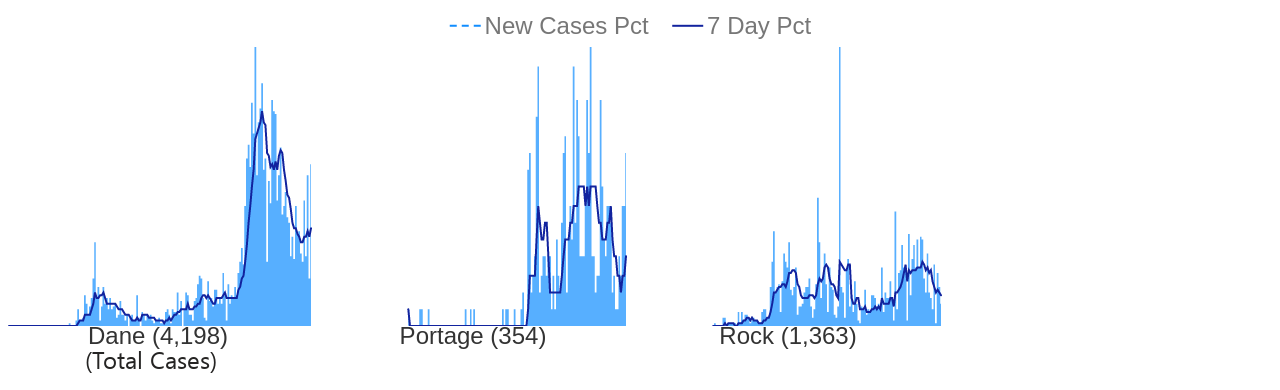 New Cases Pct 7 Day Pct
Dane (4,198) Portage (354) Rock (1,363)
(Total Cases)